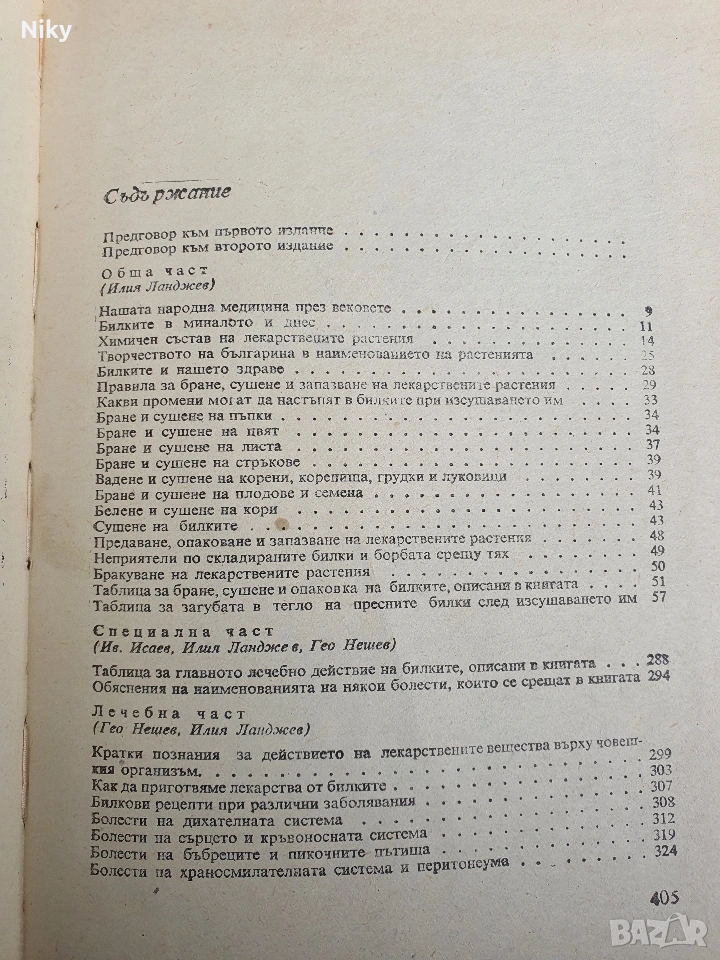 Niky
Съдържание
Предговор към първото издание . . . . . . . . . . . . . . . . .
Предговор към второто издание . . . . . . . . . . . . . . . . .
Обща част
(Илия Ланджев)
Нашата народна медицина през вековете . . . . . . . . . . . 9
Билките в миналото и днес . . . . . . . . . . . . . . . . . 11
Химичен състав на лекарствените растения . . . . . . . . . . 14
Творчеството на българина в наименованието на растенията . . . . 25
Билките и нашето здраве . . . . . . . . . . . . . . . . . . 28
Правила за бране, сушене и запазване на лекарствените растения . . . 29
Какви промени могат да настъпят в билките при изсушаването им . . . 33
Бране и сушене на пъпки . . . . . . . . . . . . . . . . . . 34
Бране и сушене на цвят . . . . . . . . . . . . . . . . . . 34
Бране и сушене на листа . . . . . . . . . . . . . . . . . . 37
Бране и сушене на стръкове . . . . . . . . . . . . . . . . . 39
Вадене и сушене на корени, коренища, грудки и луковици . . . . . 39
Бране и сушене на плодове и семена . . . . . . . . . . . . . 41
Белене и сушене на кори . . . . . . . . . . . . . . . . . . 43
Сушене на билките . . . . . . . . . . . . . . . . . . . . 43
Предаване, опаковане и запазване на лекарствените растения . . . . 48
Неприятели по складираните билки и борбата срещу тях . . . . . . 49
Бракуване на лекарствените растения . . . . . . . . . . . . . 50
Таблица за бране, сушене и опаковка на билките, описани в книгата . . . . 51
Таблица за загубата в тегло на пресните билки след изсушаването им 57
Специална част
(Ив. Исаев, Илия Ланджев, Гео Нешев)
Таблица за главното лечебно действие на билките, описани в книгата . . . 288
Обяснения на наименованията на някои болести, които се срещат в книгата 294
Лечебна част
(Гео Нешев, Илия Ланджев)
Кратки познания за действието на лекарствените вещества върху човеш-
кия организъм. . . . . . . . . . . . . . . . . . . . . . 299
Как да приготвяме лекарства от билките . . . . . . . . . . . . 303
Билкови рецепти при различни заболявания . . . . . . . . . . . 307
Болести на дихателната система . . . . . . . . . . . . . . . 308
Болести на сърцето и кръвоносната система . . . . . . . . . . . 312
Болести на бъбреците и пикочните пътища . . . . . . . . . . . 319
Болести на храносмилателната система и перитонеума . . . . . . . 324
405
BAZAR